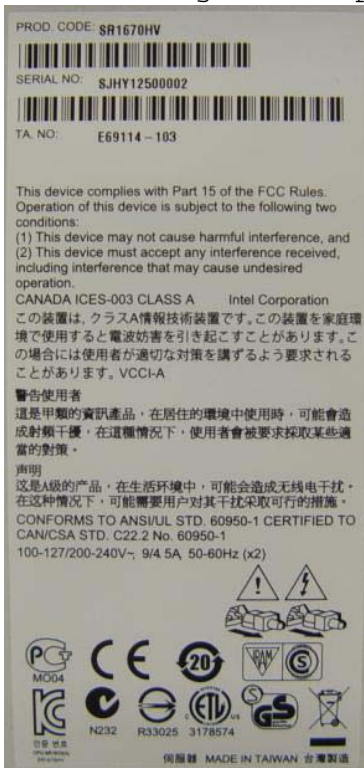 PROD. CODE: SR1670HV
SERIAL NO: SJHY12500002
TA. NO: E69114-103
This device complies with Part 15 of the FCC Rules.
Operation of this device is subject to the following two
conditions:
(1) This device may not cause harmful interference, and
(2) This device must accept any interference received,
including interference that may cause undesired
operation.
CANADA ICES-003 CLASS A Intel Corporation
この装置は, クラスA情報技術装置です。この装置を家庭環
境で使用すると電波妨害を引き起こすことがあります。こ
の場合には使用者が適切な対策を講ずるよう要求される
ことがあります。VCCI-A
警告使用者
這是甲類的資訊產品，在居住的環境中使用時，可能會造
成射頻干擾，在這種情況下，使用者會被要求採取某些適
當的對策。
声明
这是A级的产品，在生活环境中，可能会造成无线电干扰。
在这种情况下，可能需要用户对其干扰采取可行的措施。
CONFORMS TO ANSI/UL STD. 60950-1 CERTIFIED TO
CAN/CSA STD. C22.2 No. 60950-1
100-127/200-240V~, 9/4.5A, 50-60Hz (x2)
MO04
CE
20
S
N232
R33025
C ETL US
3178574
S GS
인증 번호
伺服器 MADE IN TAIWAN 台灣製造